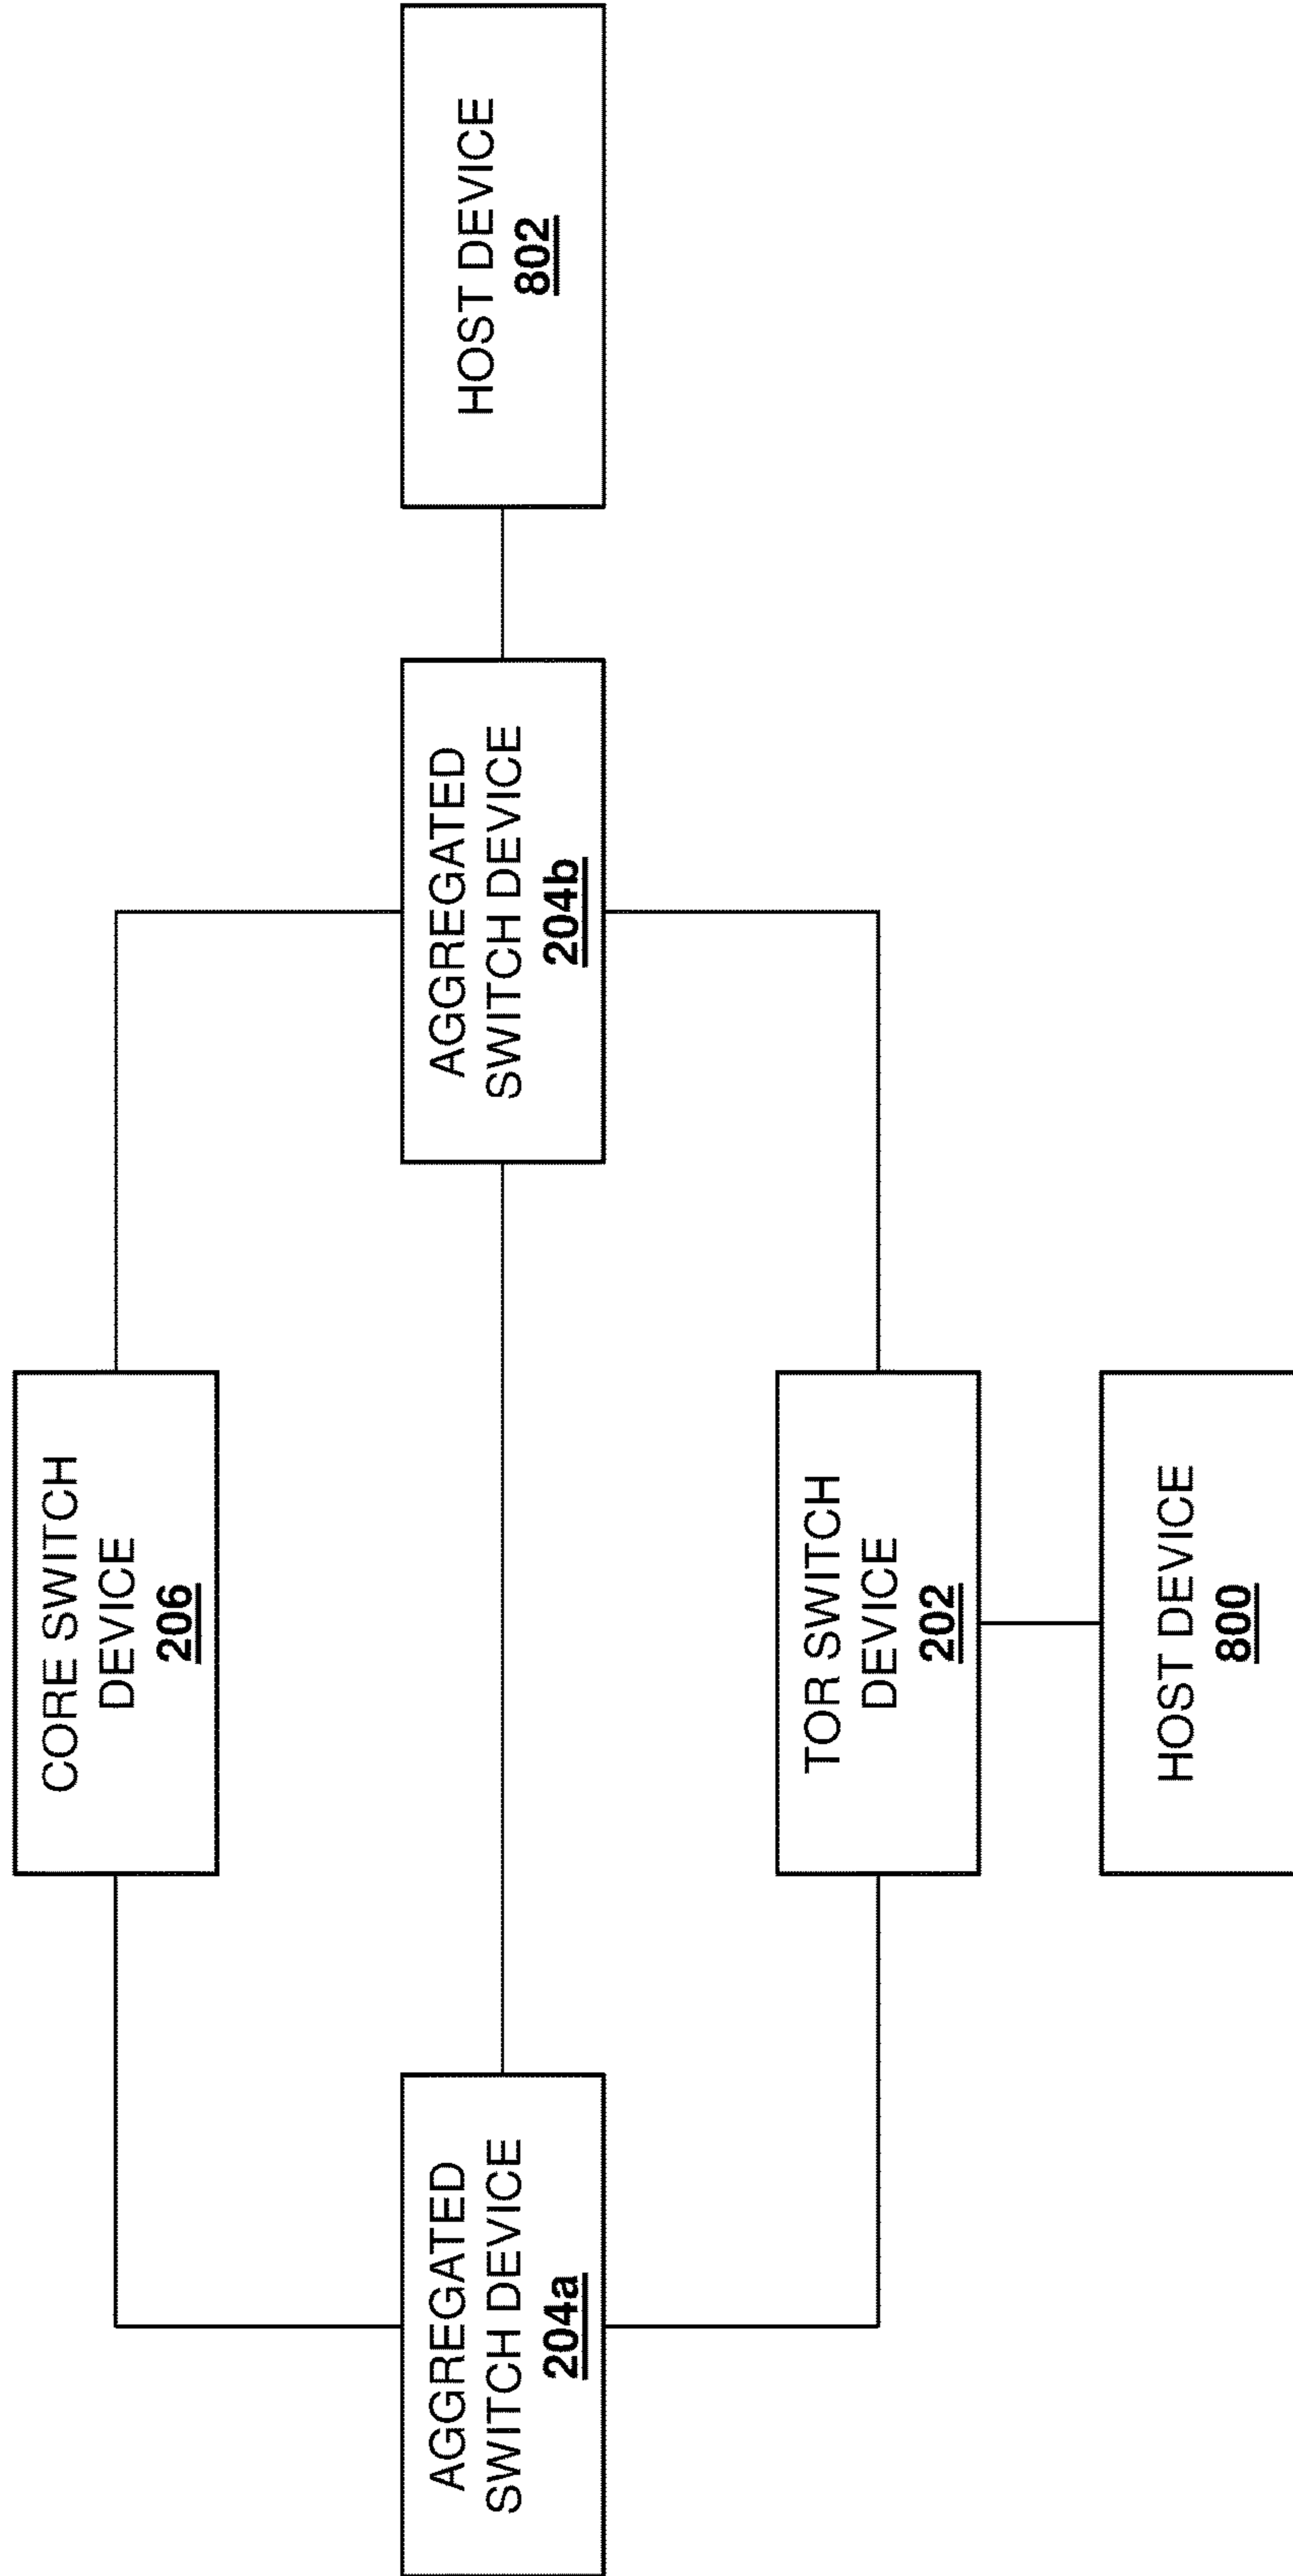 CORE SWITCH
DEVICE
206
AGGREGATED
SWITCH DEVICE
204a
AGGREGATED
SWITCH DEVICE
204b
HOST DEVICE
802
TOR SWITCH
DEVICE
202
HOST DEVICE
800